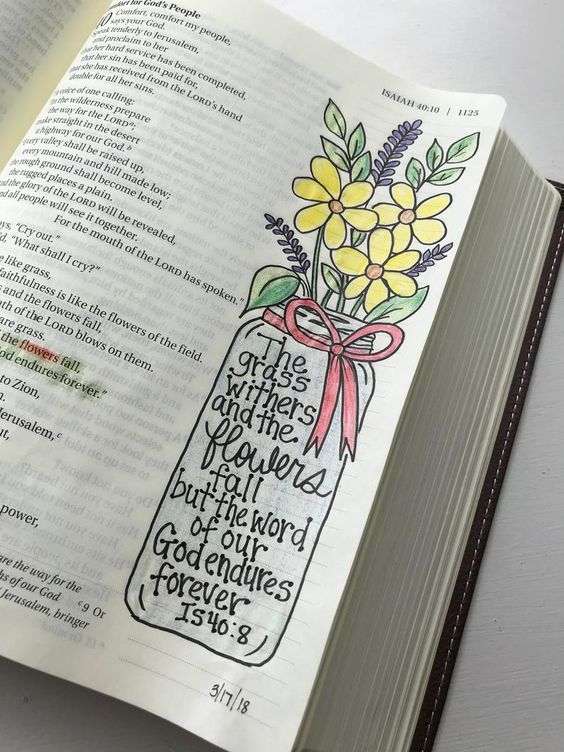 Comfort for God's People
Comfort, comfort my people,
says your God.
Speak tenderly to Jerusalem,
and proclaim to her
that her hard service has been completed,
that her sin has been paid for,
that she has received from the LORD's hand
double for all her sins.
voice of one calling:
"In the wilderness prepare
the way for the LORD;
make straight in the desert
a highway for our God.
Every valley shall be raised up,
every mountain and hill made low;
the rough ground shall become level,
the rugged places a plain.
And the glory of the LORD will be revealed,
and all people will see it together.
For the mouth of the LORD has spoken."
says, "Cry out."
"What shall I cry?"
like grass,
faithfulness is like the flowers of the field.
and the flowers fall,
of the LORD blows on them.
are grass.
the flowers fall,
God endures forever."
to Zion,
Jerusalem, c
power,
are the way for the
of our God c 9 Or
Jerusalem, bringer
ISAIAH 40:10 | 1125
The
grass
withers
and the
flowers
fall
but the word
of our
God endures
forever
IS 40:8
3/17/18